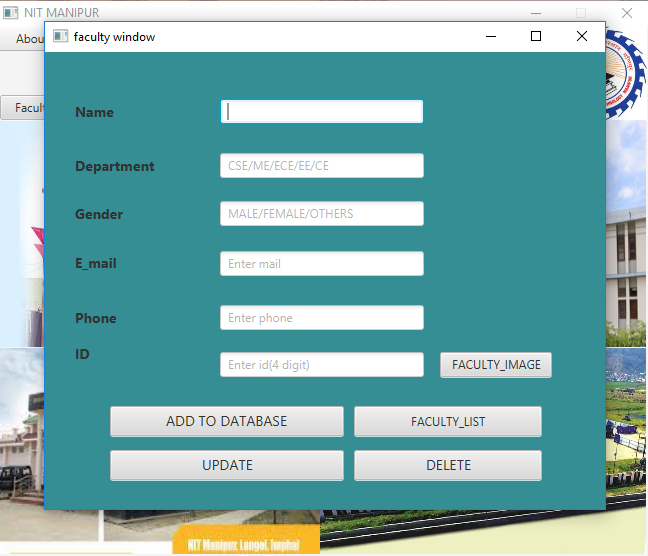 NIT MANIPUR
faculty window
Abou
Facul
Name
Department
CSE/ME/ECE/EE/CE
Gender
MALE/FEMALE/OTHERS
E_mail
Enter mail
Phone
Enter phone
ID
Enter id(4 digit)
FACULTY_IMAGE
ADD TO DATABASE
FACULTY_LIST
UPDATE
DELETE
NIT Manipur, Langol, Imphal